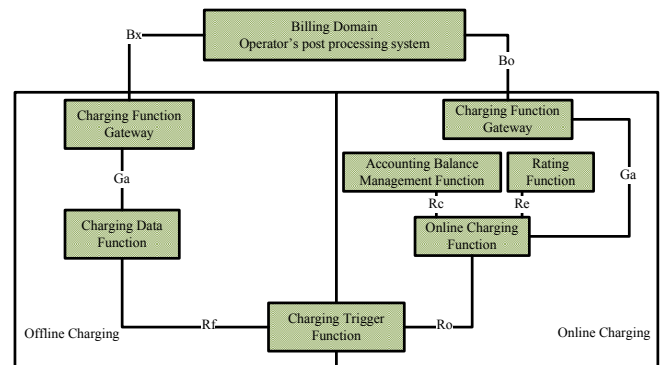 Billing Domain
Operator's post processing system
Bx
Bo
Charging Function
Gateway
Charging Function
Gateway
Accounting Balance
Management Function
Rating
Function
Ga
Ga
Rc
Re
Charging Data
Function
Online Charging
Function
Charging Trigger
Function
Rf
Ro
Offline Charging
Online Charging